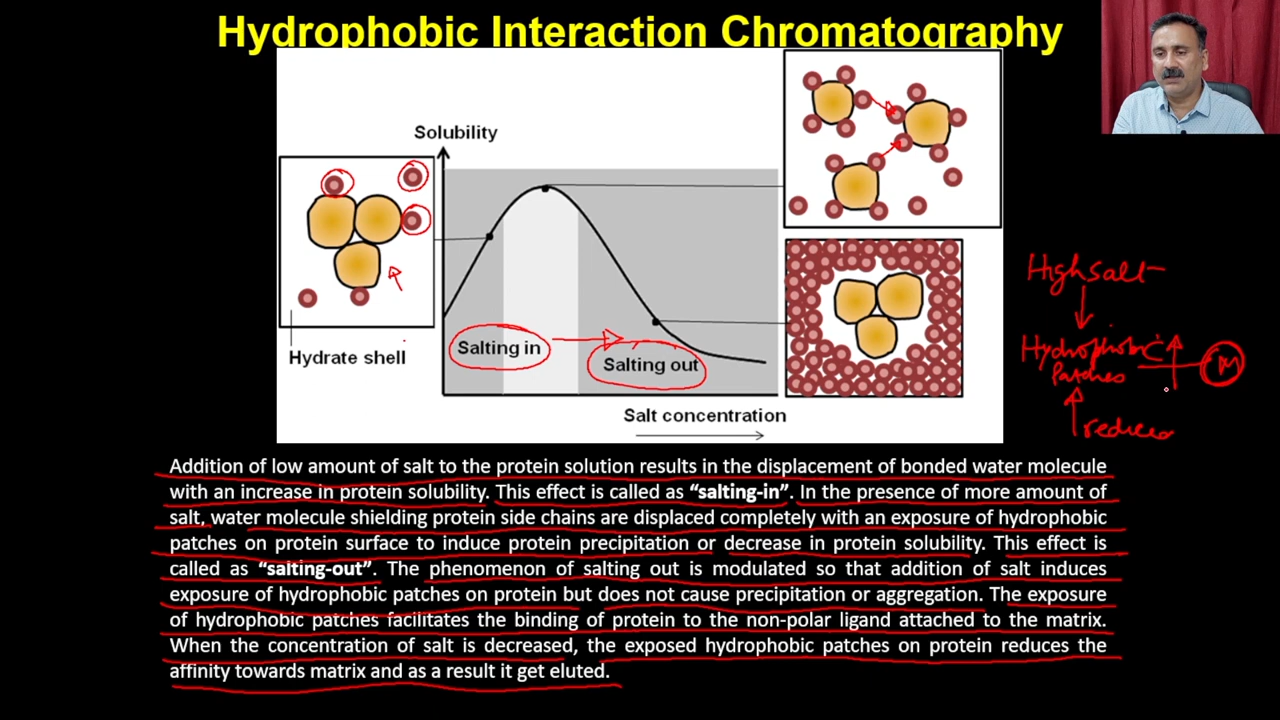 Hydrophobic Interaction Chromatography
Solubility
Hydrate shell
Salting in
Salting out
Salt concentration
High salt
Hydrophobic
Patches
M
reduced
Addition of low amount of salt to the protein solution results in the displacement of bonded water molecule
with an increase in protein solubility. This effect is called as “salting-in”. In the presence of more amount of
salt, water molecule shielding protein side chains are displaced completely with an exposure of hydrophobic
patches on protein surface to induce protein precipitation or decrease in protein solubility. This effect is
called as “salting-out”. The phenomenon of salting out is modulated so that addition of salt induces
exposure of hydrophobic patches on protein but does not cause precipitation or aggregation. The exposure
of hydrophobic patches facilitates the binding of protein to the non-polar ligand attached to the matrix.
When the concentration of salt is decreased, the exposed hydrophobic patches on protein reduces the
affinity towards matrix and as a result it get eluted.